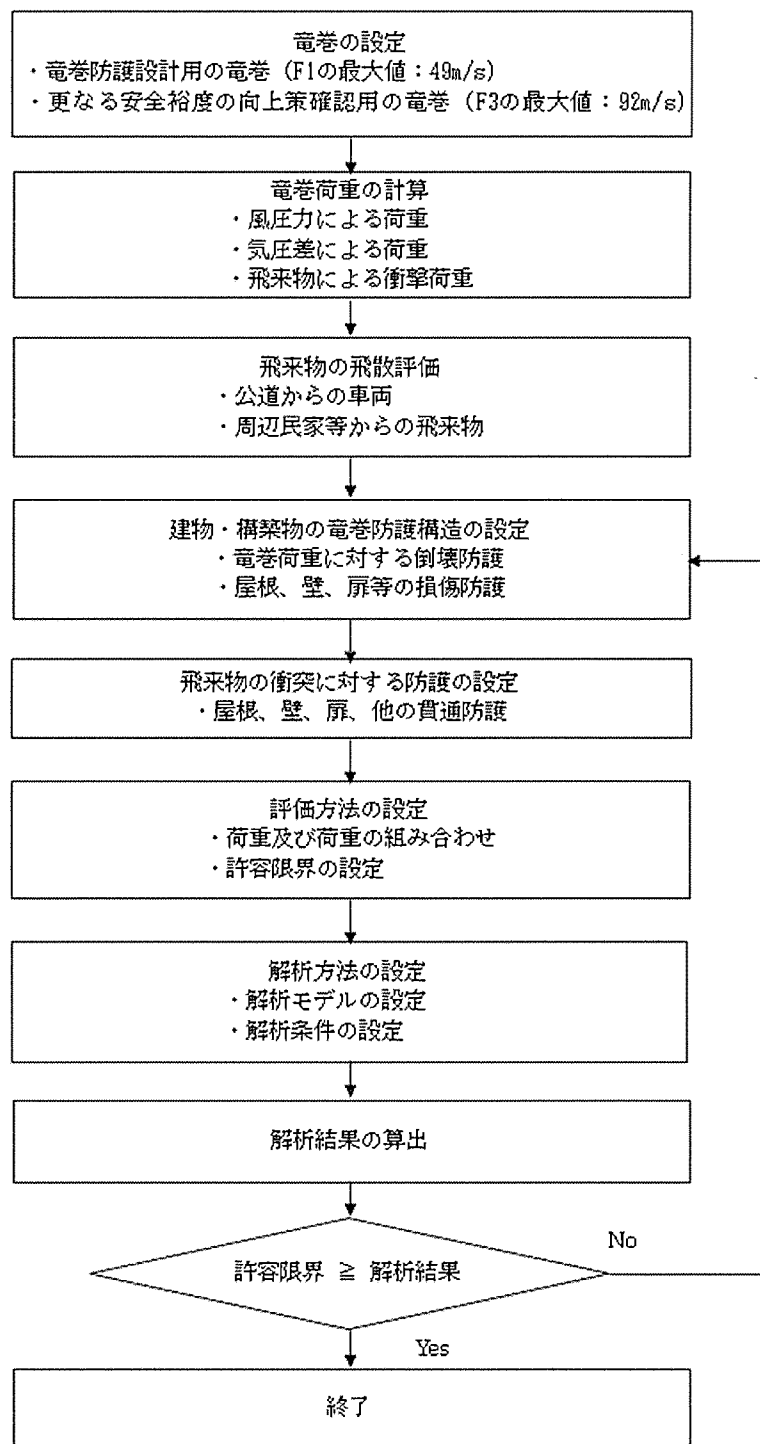 竜巻の設定
・竜巻防護設計用の竜巻（F1の最大値：49m/s）
・更なる安全裕度の向上策確認用の竜巻（F3の最大値：92m/s）
竜巻荷重の計算
・風圧力による荷重
・気圧差による荷重
・飛来物による衝撃荷重
飛来物の飛散評価
・公道からの車両
・周辺民家等からの飛来物
建物・構築物の竜巻防護構造の設定
・竜巻荷重に対する倒壊防護
・屋根、壁、扉等の損傷防護
飛来物の衝突に対する防護の設定
・屋根、壁、扉、他の貫通防護
評価方法の設定
・荷重及び荷重の組み合わせ
・許容限界の設定
解析方法の設定
・解析モデルの設定
・解析条件の設定
解析結果の算出
許容限界 ≧ 解析結果
No
Yes
終了